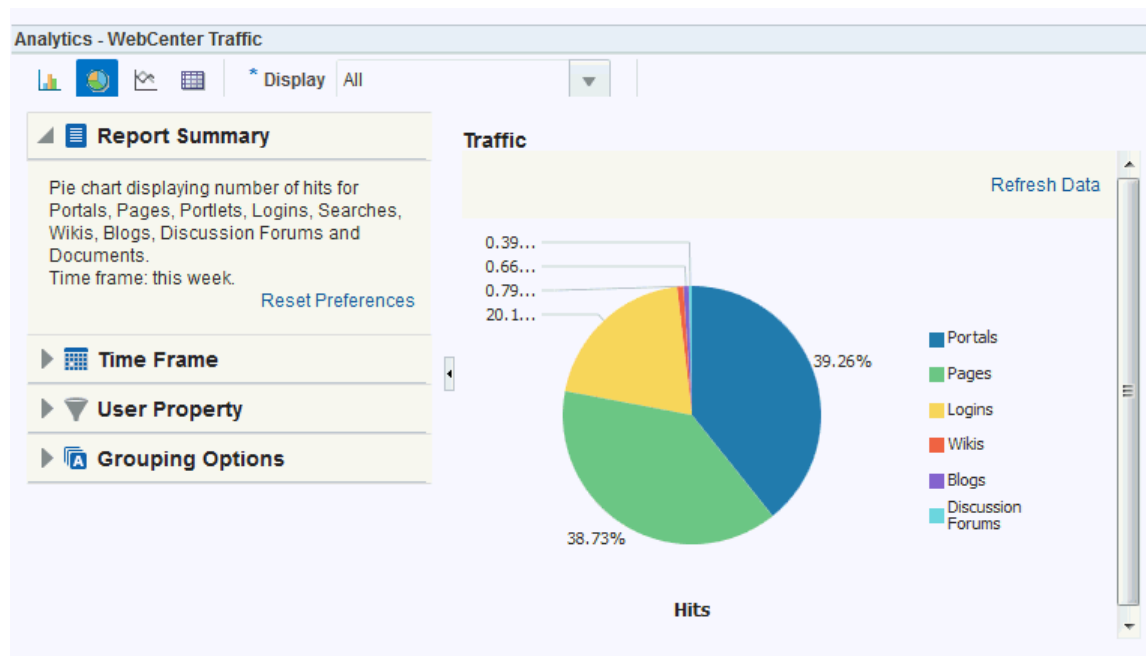 Analytics - WebCenter Traffic
* Display All
Report Summary
Pie chart displaying number of hits for
Portals, Pages, Portlets, Logins, Searches,
Wikis, Blogs, Discussion Forums and
Documents.
Time frame: this week.
Reset Preferences
Time Frame
User Property
Grouping Options
Traffic
Refresh Data
0.39...
0.66...
0.79...
20.1...
39.26%
38.73%
Portals
Pages
Logins
Wikis
Blogs
Discussion
Forums
Hits